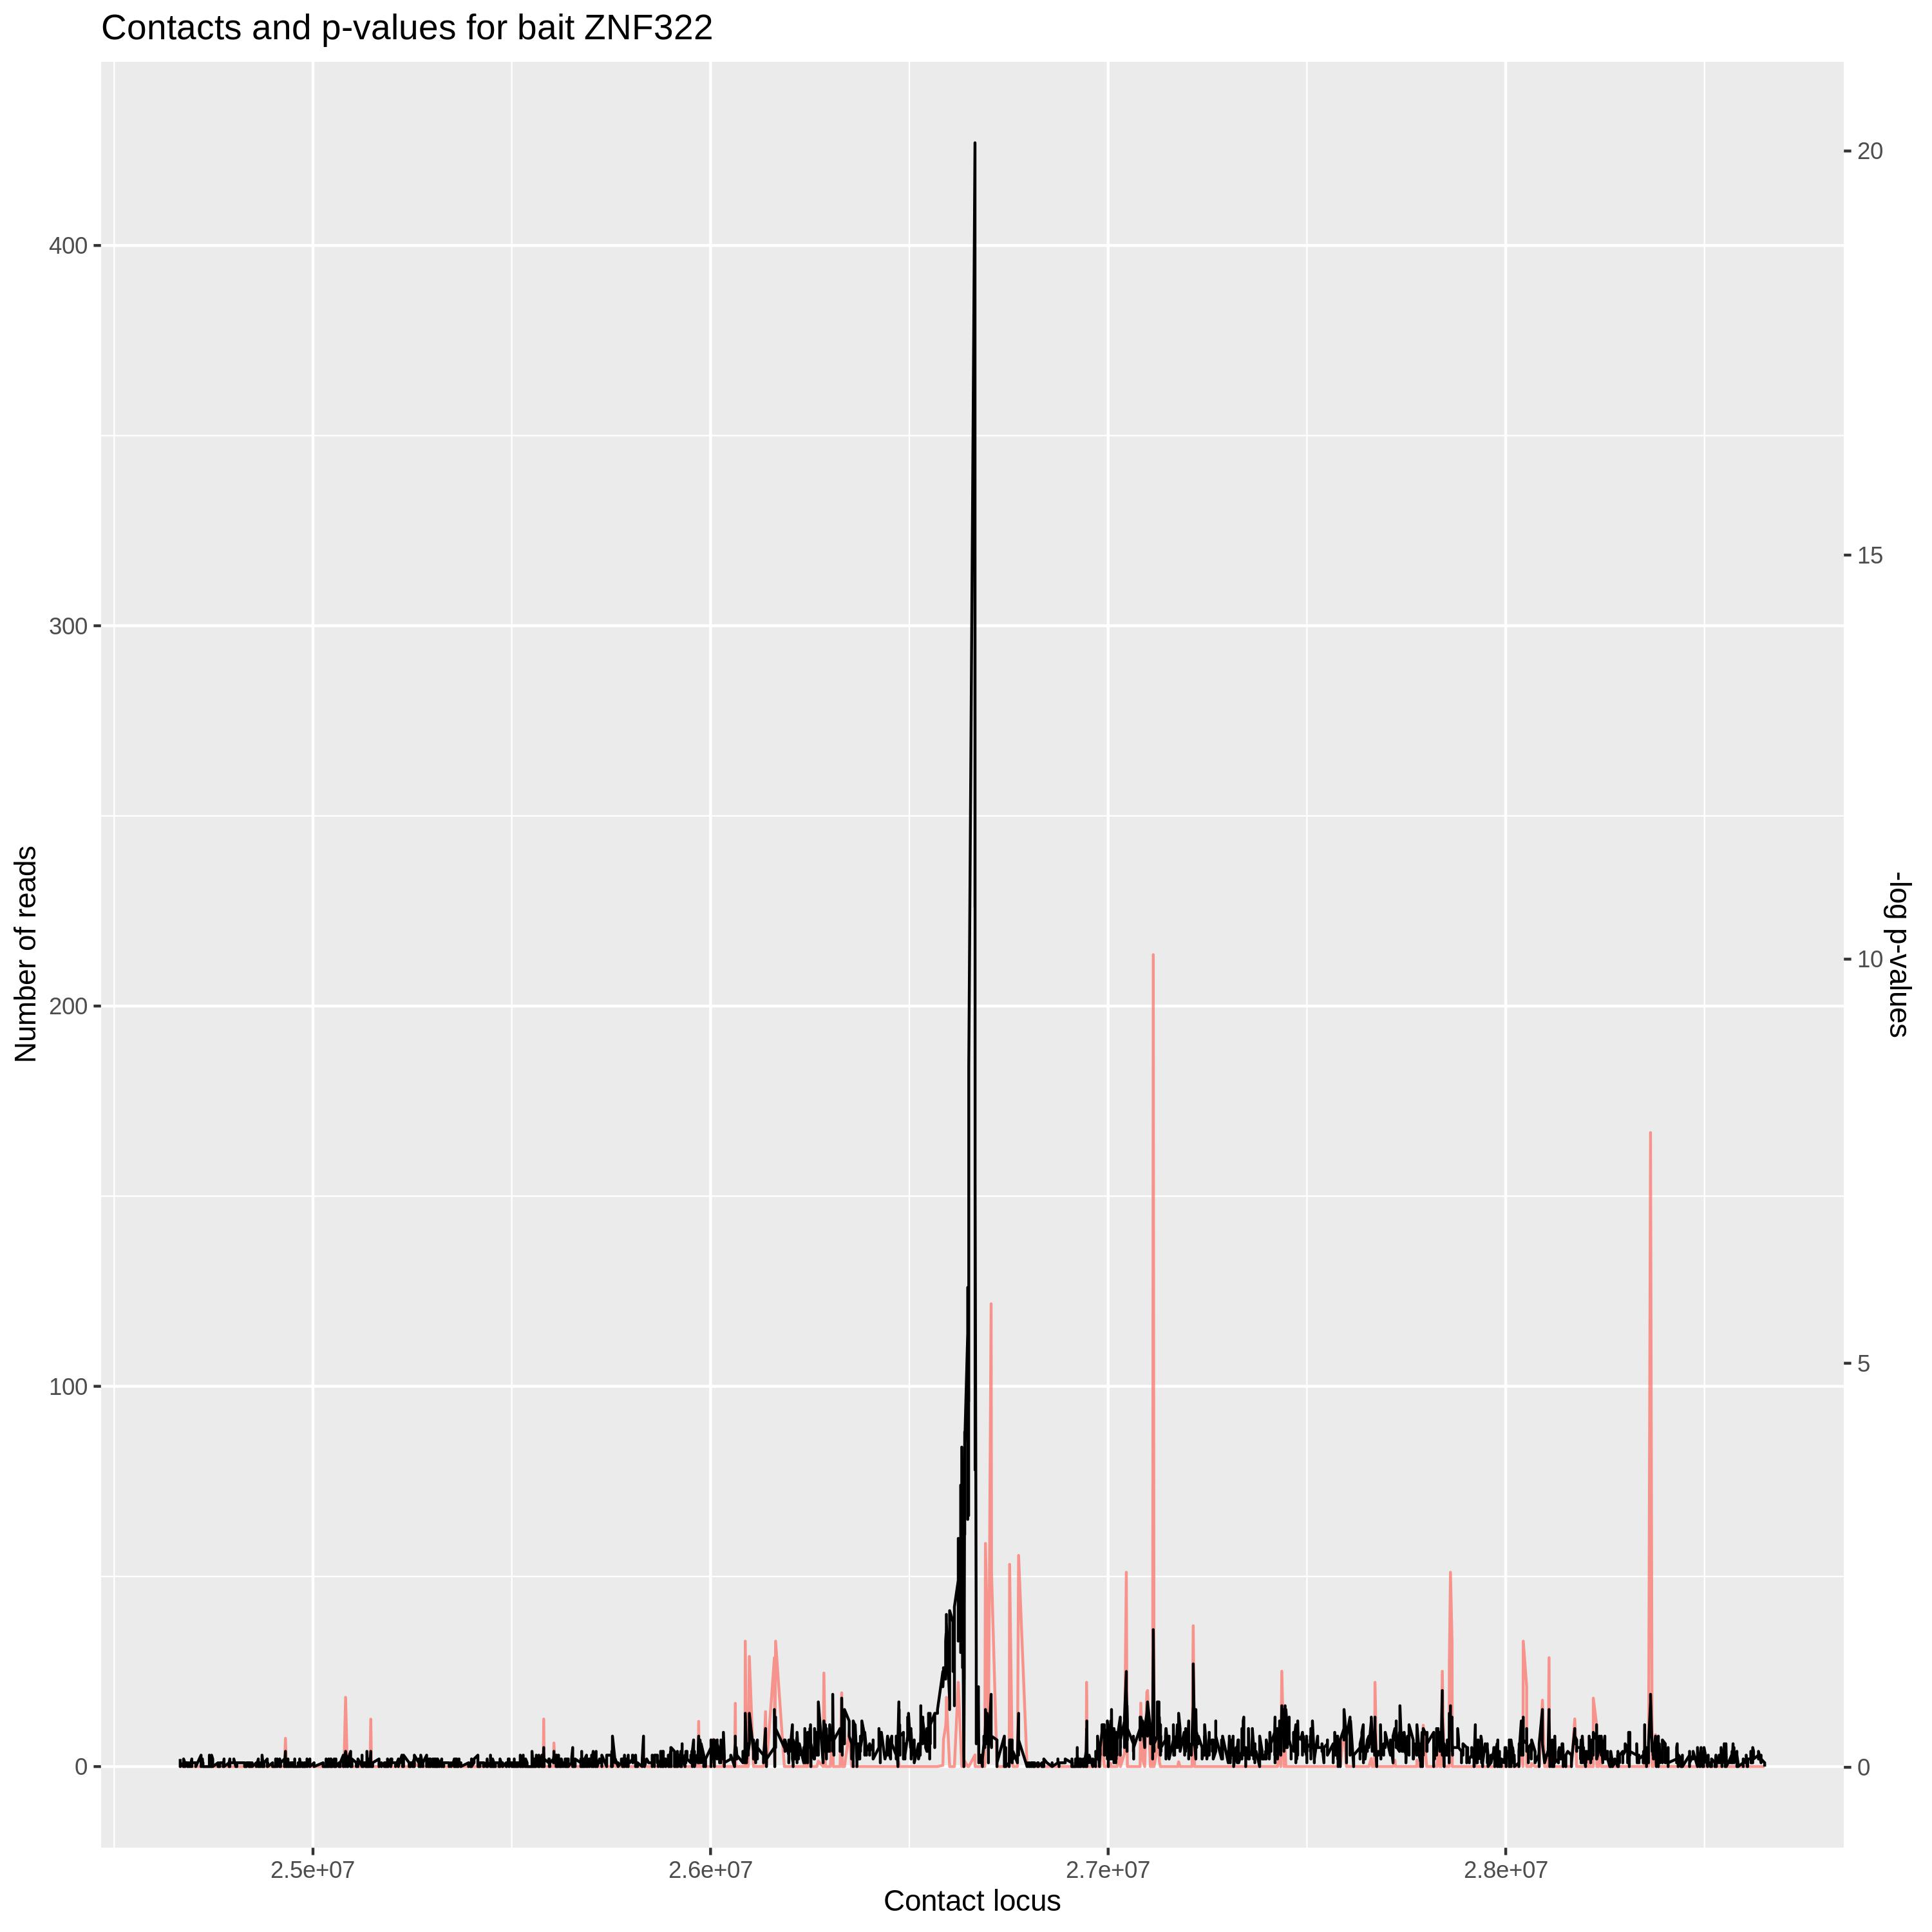 Contacts and p-values for bait ZNF322
Number of reads
400
300
200
100
0
20
15
10
5
0
-log p-values
2.5e+07
2.6e+07
2.7e+07
2.8e+07
Contact locus